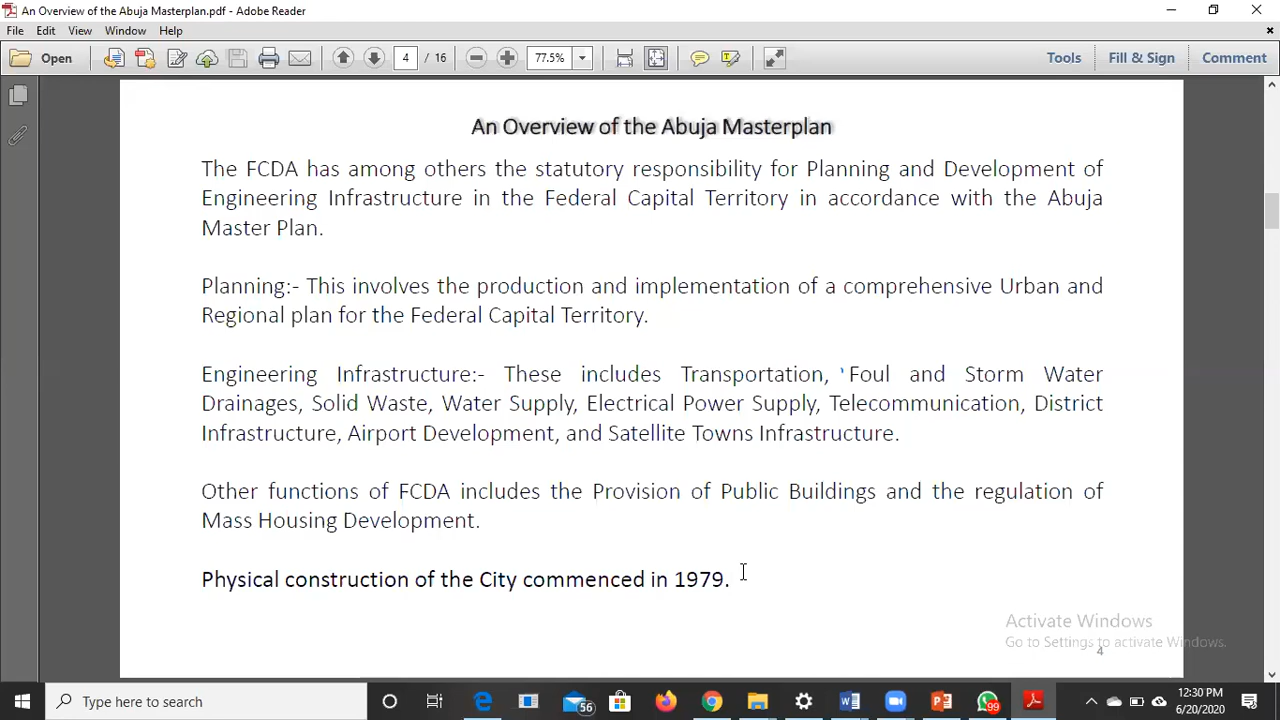 An Overview of the Abuja Masterplan.pdf - Adobe Reader
File Edit View Window Help
Open 4 / 16 77.5% Tools Fill & Sign Comment
An Overview of the Abuja Masterplan
The FCDA has among others the statutory responsibility for Planning and Development of
Engineering Infrastructure in the Federal Capital Territory in accordance with the Abuja
Master Plan.
Planning:- This involves the production and implementation of a comprehensive Urban and
Regional plan for the Federal Capital Territory.
Engineering Infrastructure:- These includes Transportation, Foul and Storm Water
Drainages, Solid Waste, Water Supply, Electrical Power Supply, Telecommunication, District
Infrastructure, Airport Development, and Satellite Towns Infrastructure.
Other functions of FCDA includes the Provision of Public Buildings and the regulation of
Mass Housing Development.
Physical construction of the City commenced in 1979.
Activate Windows
Go to Settings to activate Windows.
4
Type here to search 56 99 12:30 PM
6/20/2020